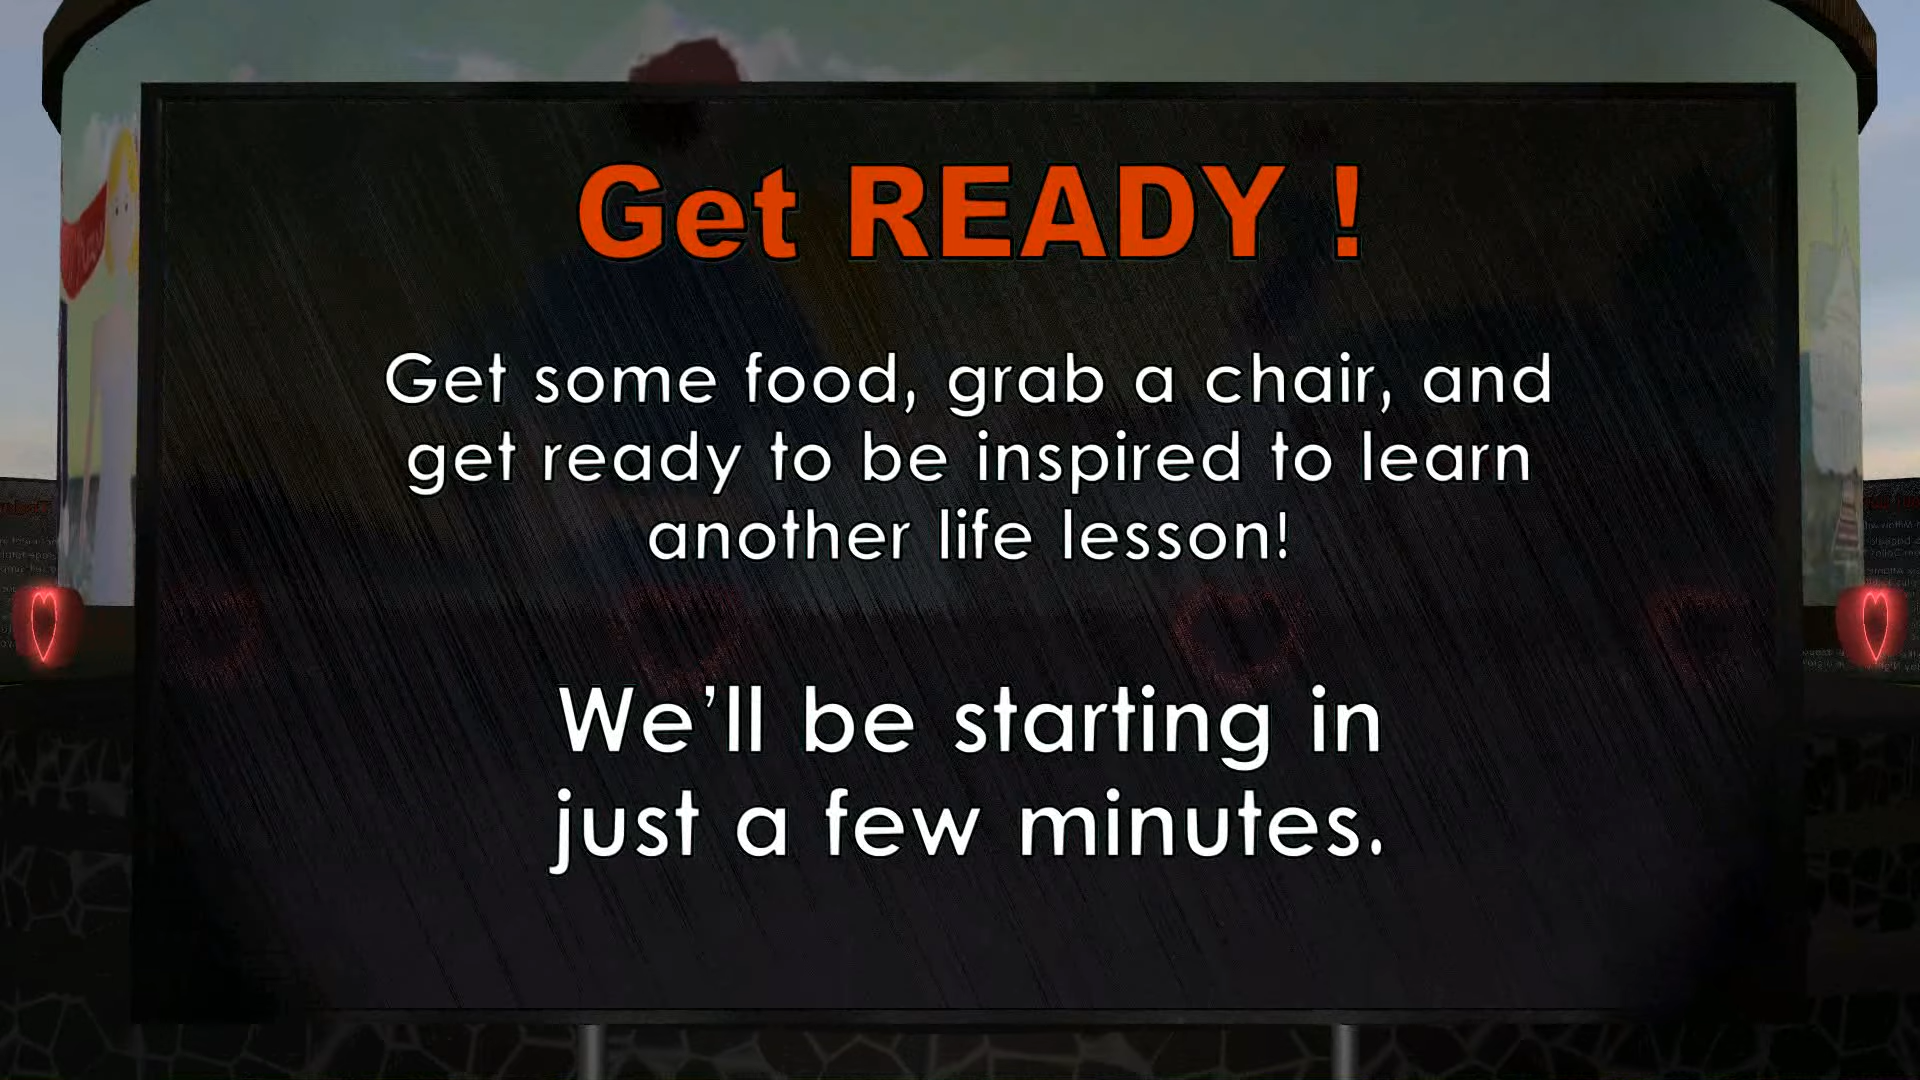 Get READY !
Get some food, grab a chair, and
get ready to be inspired to learn
another life lesson!
We'll be starting in
just a few minutes.